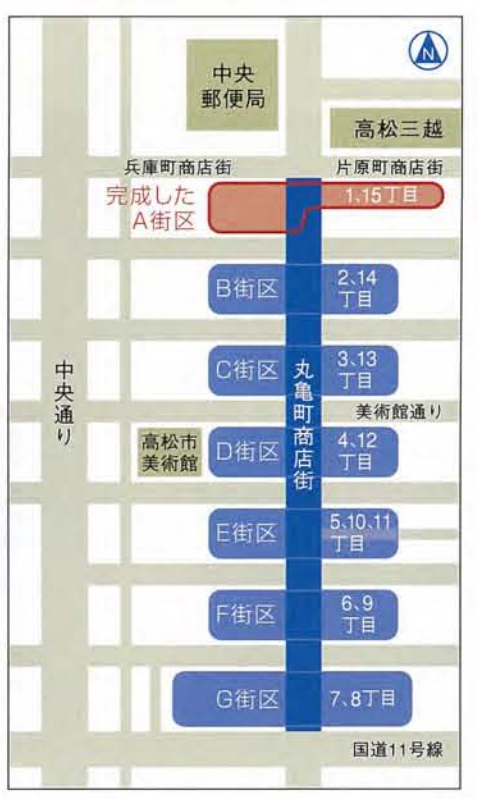 N
中央
郵便局
高松三越
兵庫町商店街
片原町商店街
完成した
A街区
1、15丁目
B街区
2、14
丁目
C街区
3、13
丁目
中央通り
丸亀町商店街
美術館通り
高松市
美術館
D街区
4、12
丁目
E街区
5、10、11
丁目
F街区
6、9
丁目
G街区
7、8丁目
国道11号線